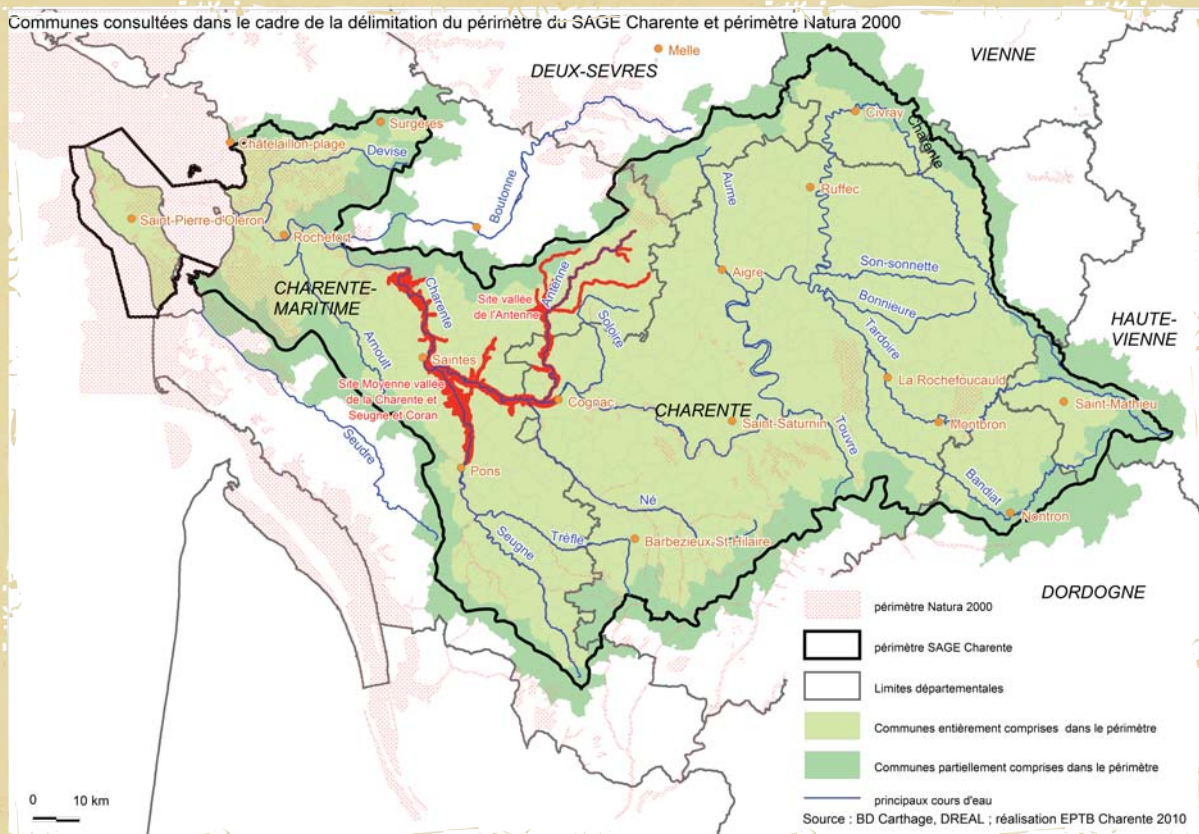 Communes consultées dans le cadre de la délimitation du périmètre du SAGE Charente et périmètre Natura 2000
Melle
VIENNE
DEUX-SEVRES
Surgères
Civray
Charente
Châtelaillon-plage
Devise
Boutonne
Aume
Ruffec
Saint-Pierre-d'Oléron
Rochefort
Son-sonnette
Aigre
CHARENTE-
MARITIME
Charente
Antenne
Site vallée
de l'Antenne
Soloire
Bonnieure
Tardoire
HAUTE-
VIENNE
Arnoult
Saintes
La Rochefoucauld
Site Moyenne vallée
de la Charente et
Seugne et Coran
Cognac
CHARENTE
Saint-Saturnin
Saint-Mathieu
Montbron
Touvre
Seudre
Pons
Bandiat
Né
Nontron
Seugne
Tréfle
Barbezieux-St-Hilaire
DORDOGNE
périmètre Natura 2000
périmètre SAGE Charente
Limites départementales
Communes entièrement comprises dans le périmètre
Communes partiellement comprises dans le périmètre
principaux cours d'eau
0 10 km
Source : BD Carthage, DREAL ; réalisation EPTB Charente 2010